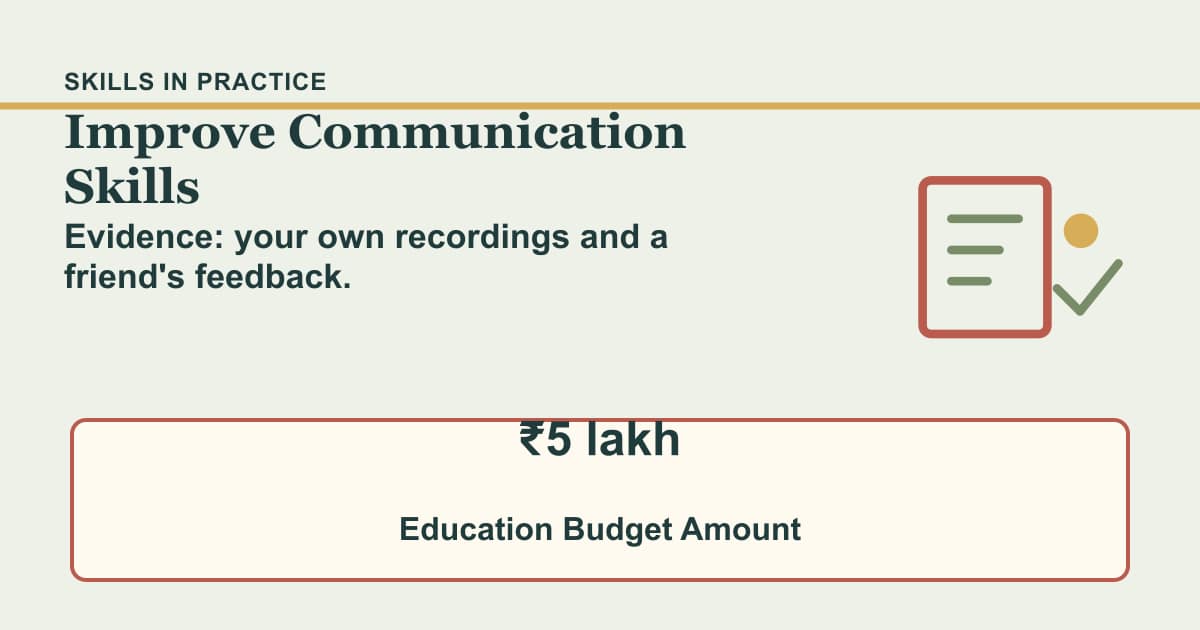 SKILLS IN PRACTICE
Improve Communication
Skills
Evidence: your own recordings and a
friend's feedback.
₹5 lakh
Education Budget Amount